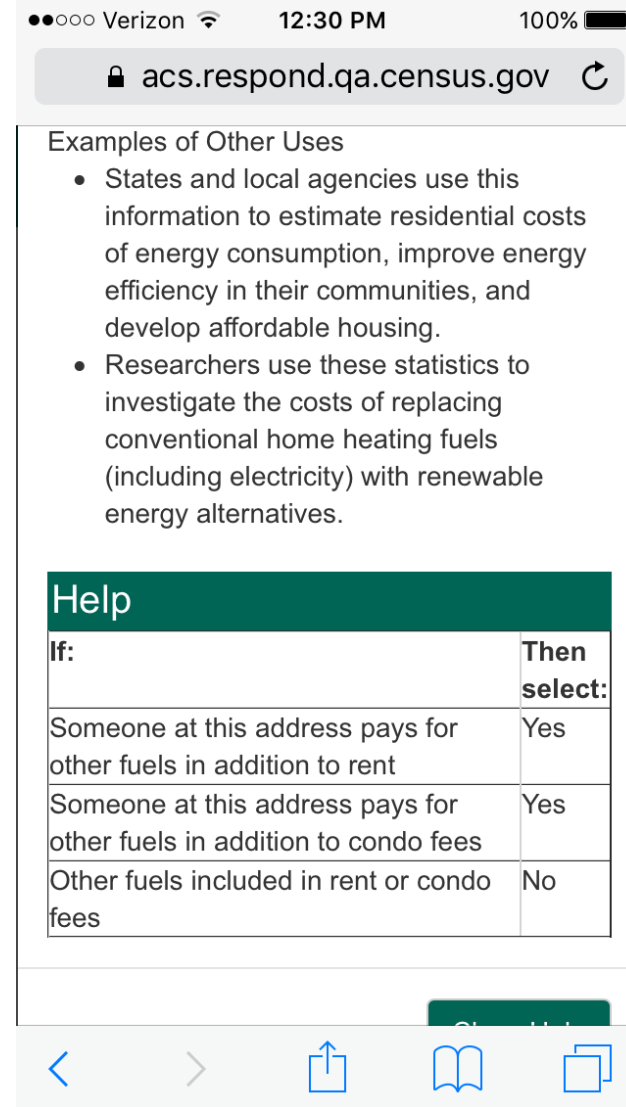 Verizon 12:30 PM 100%
acs.respond.qa.census.gov
Examples of Other Uses
• States and local agencies use this
information to estimate residential costs
of energy consumption, improve energy
efficiency in their communities, and
develop affordable housing.
• Researchers use these statistics to
investigate the costs of replacing
conventional home heating fuels
(including electricity) with renewable
energy alternatives.
Help
If: Then
select:
Someone at this address pays for Yes
other fuels in addition to rent
Someone at this address pays for Yes
other fuels in addition to condo fees
Other fuels included in rent or condo No
fees